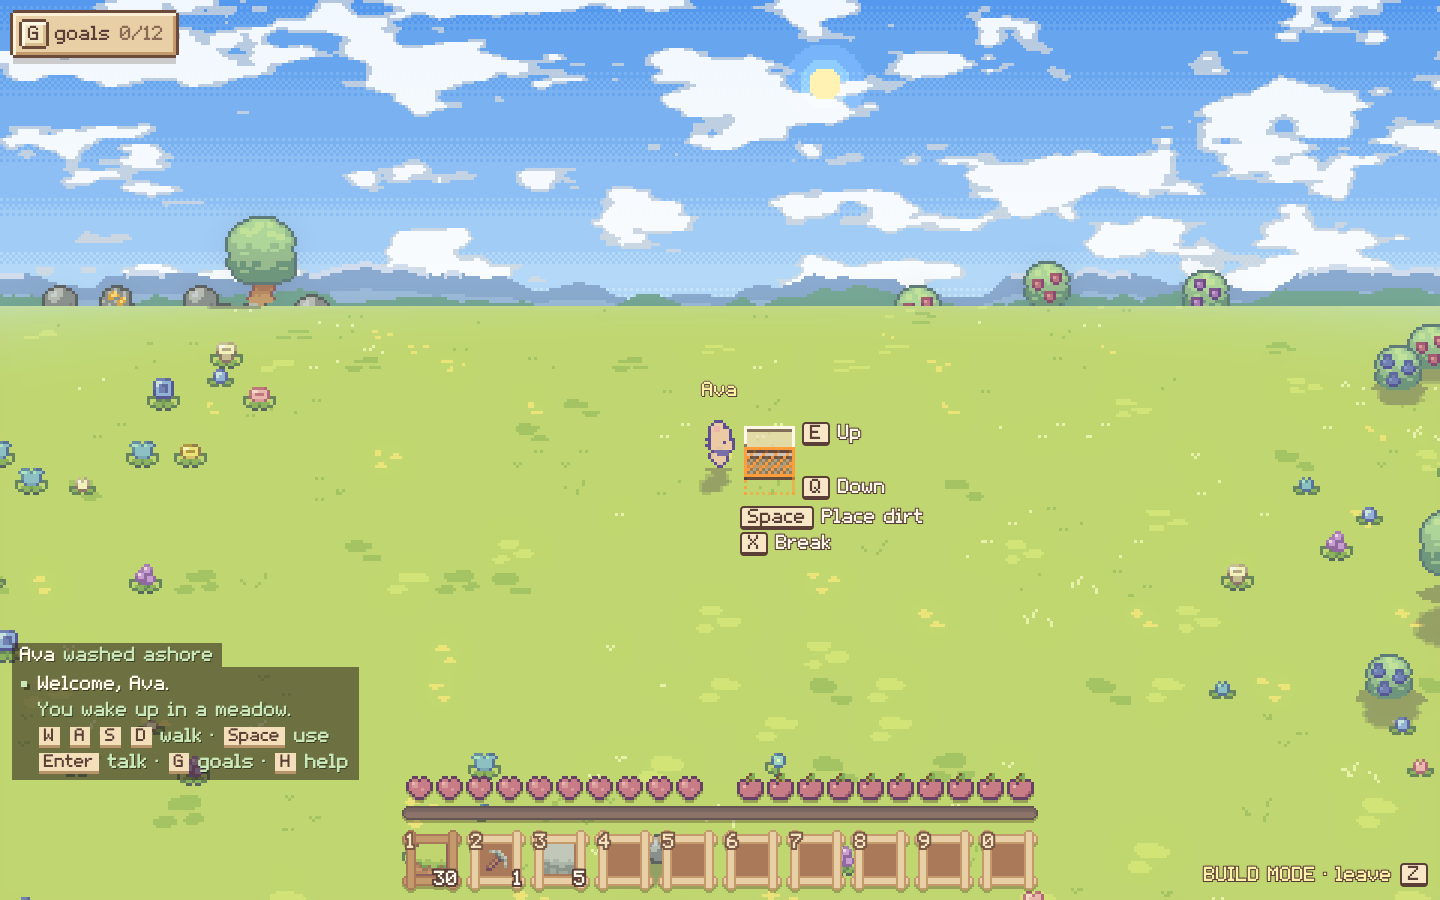 G goals 0/12
Ava
E Up
Q Down
Space Place dirt
X Break
Ava washed ashore
Welcome, Ava.
You wake up in a meadow.
W A S D walk · Space use
Enter talk · G goals · H help
1 2 3 4 5 6 7 8 9 0
30 1 5
BUILD MODE · leave Z